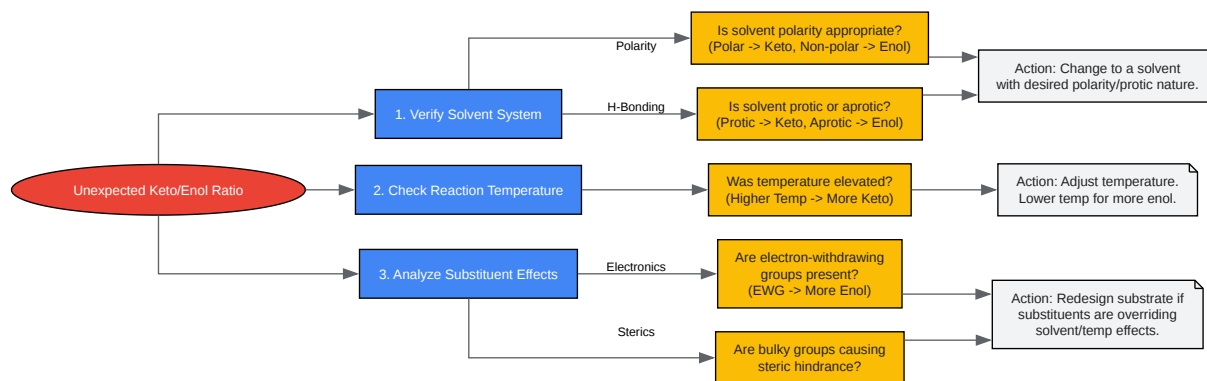 Is solvent polarity appropriate?
(Polar -> Keto, Non-polar -> Enol)
Polarity
Action: Change to a solvent
with desired polarity/protic nature.
1. Verify Solvent System
H-Bonding
Is solvent protic or aprotic?
(Protic -> Keto, Aprotic -> Enol)
Unexpected Keto/Enol Ratio
2. Check Reaction Temperature
Was temperature elevated?
(Higher Temp -> More Keto)
Action: Adjust temperature.
Lower temp for more enol.
3. Analyze Substituent Effects
Electronics
Are electron-withdrawing
groups present?
(EWG -> More Enol)
Action: Redesign substrate if
substituents are overriding
solvent/temp effects.
Sterics
Are bulky groups causing
steric hindrance?